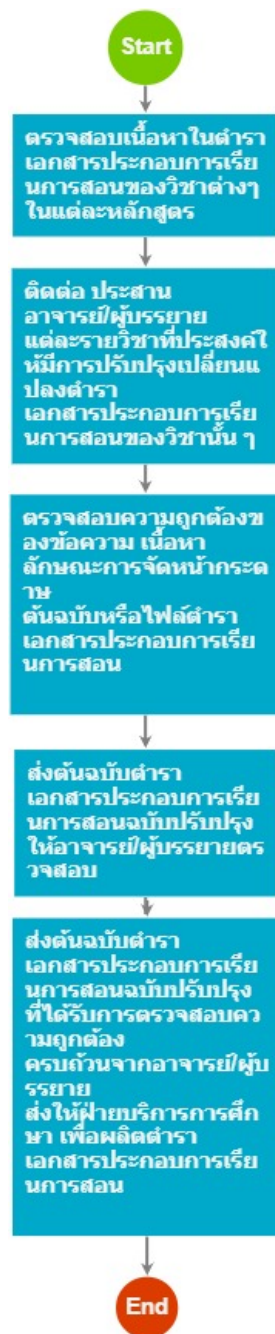 Start
ตรวจสอบเนื้อหาในตำรา
เอกสารประกอบการเรีย
นการสอนของวิชาต่างๆ
ในแต่ละหลักสูตร
ติดต่อ ประสาน
อาจารย์/ผู้บรรยาย
แต่ละรายวิชาที่ประสงค์ใ
ห้มีการปรับปรุงเปลี่ยนแ
ปลงตำรา
เอกสารประกอบการเรีย
นการสอนของวิชานั้น ๆ
ตรวจสอบความถูกต้องข
องข้อความ เนื้อหา
ลักษณะการจัดหน้ากระด
าษ
ต้นฉบับหรือไฟล์ตำรา
เอกสารประกอบการเรีย
นการสอน
ส่งต้นฉบับตำรา
เอกสารประกอบการเรีย
นการสอนฉบับปรับปรุง
ให้อาจารย์/ผู้บรรยายตร
วจสอบ
ส่งต้นฉบับตำรา
เอกสารประกอบการเรีย
นการสอนฉบับปรับปรุง
ที่ได้รับการตรวจสอบคว
ามถูกต้อง
ครบถ้วนจากอาจารย์/ผู้บ
รรยาย
ส่งให้ฝ่ายบริการการศึก
ษา เพื่อผลิตตำรา
เอกสารประกอบการเรีย
นการสอน
End